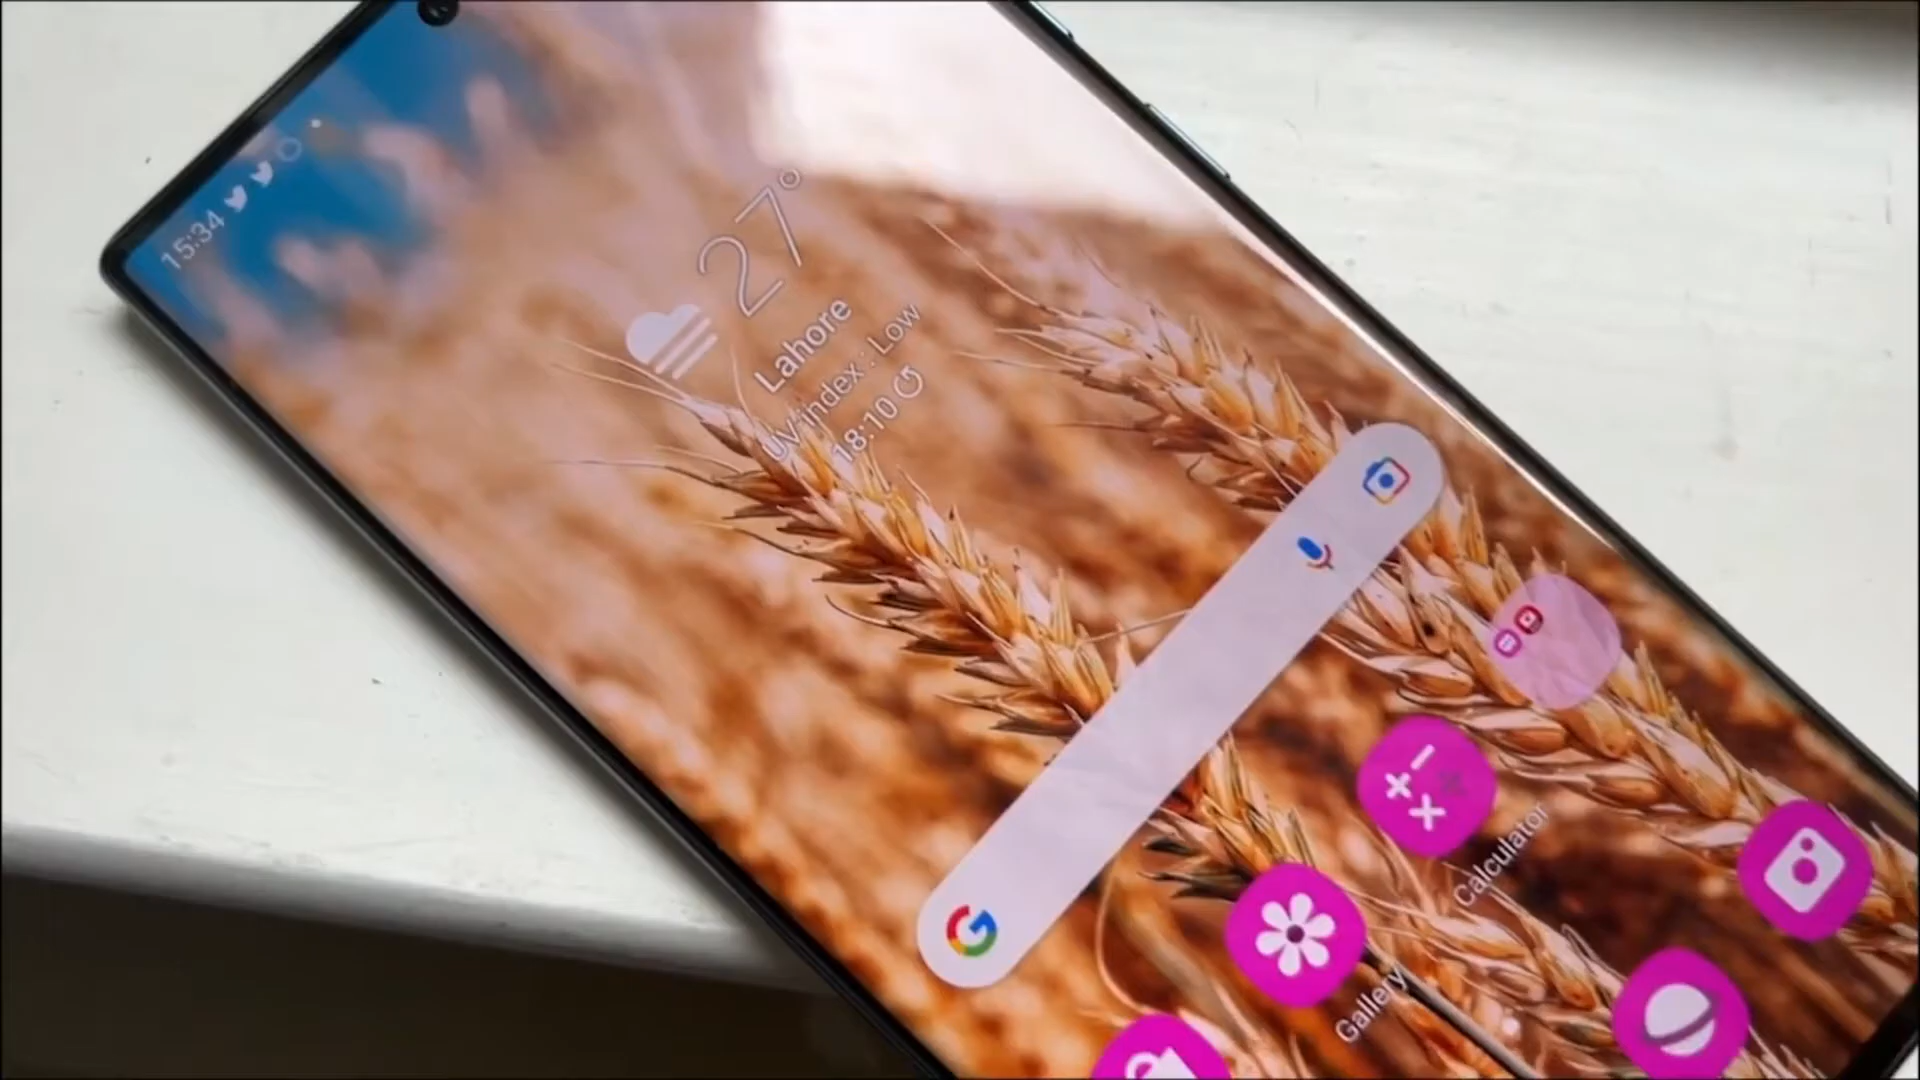 15:34
27°
Lahore
UV index : Low
18:10
G
Calculator
Gallery